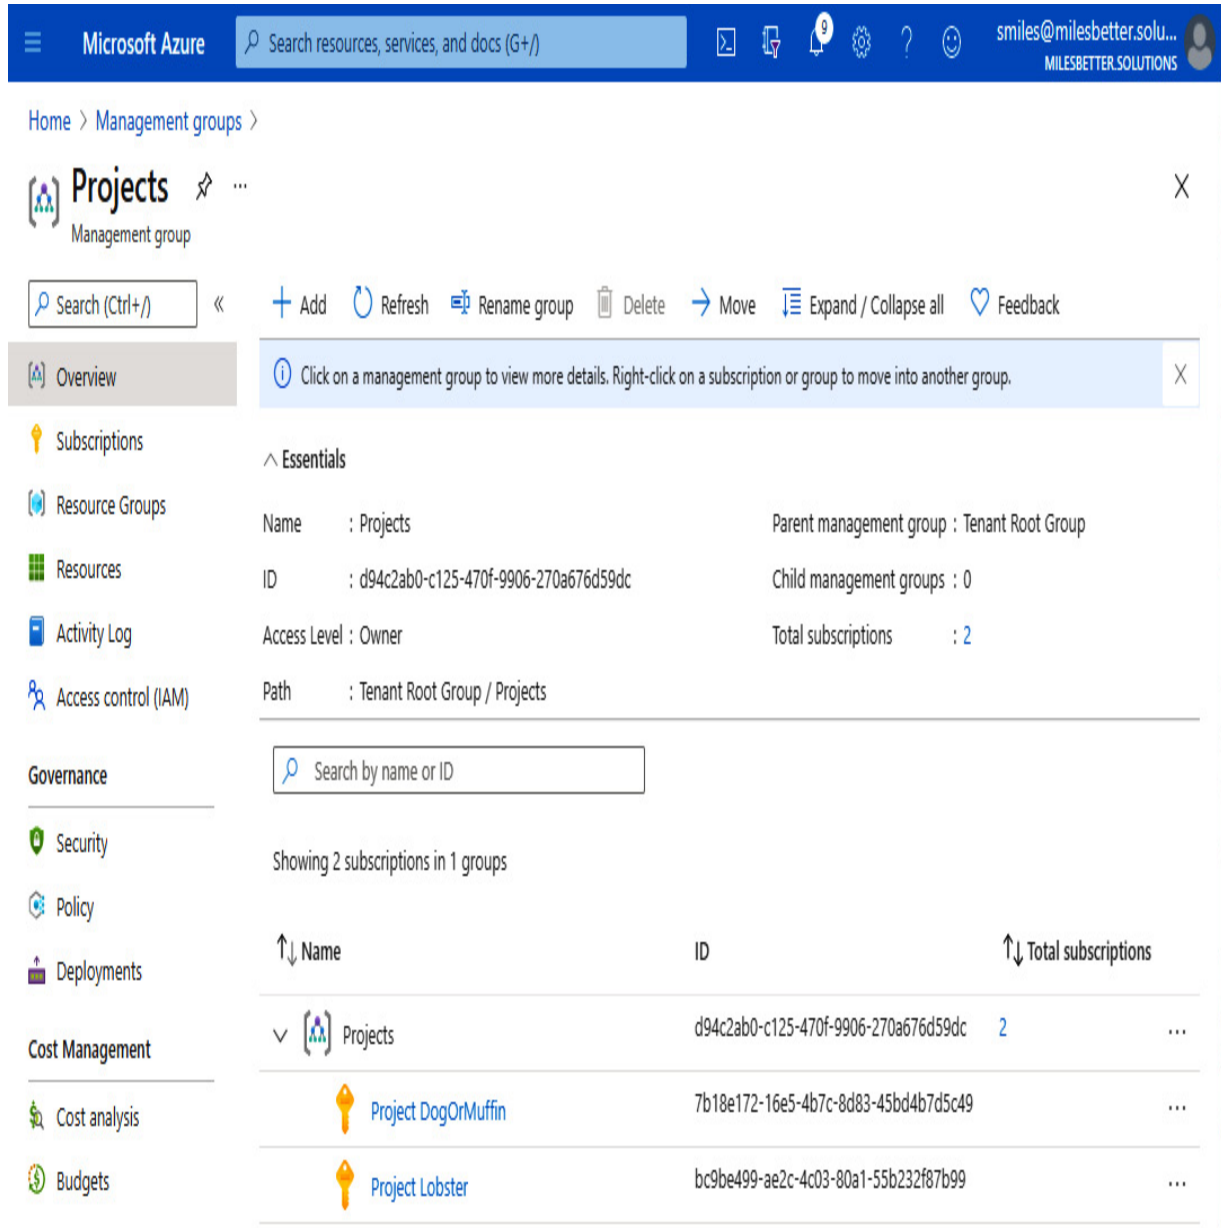 Microsoft Azure
Search resources, services, and docs (G+/)
9
smiles@milesbetter.solu...
MILESBETTER.SOLUTIONS
Home > Management groups >
Projects
...
Management group
Search (Ctrl+/)
«
Add
Refresh
Rename group
Delete
Move
Expand / Collapse all
Feedback
Overview
Subscriptions
Resource Groups
Resources
Activity Log
Access control (IAM)
Governance
Security
Policy
Deployments
Cost Management
Cost analysis
Budgets
Click on a management group to view more details. Right-click on a subscription or group to move into another group.
Essentials
Name : Projects
ID : d94c2ab0-c125-470f-9906-270a676d59dc
Access Level : Owner
Path : Tenant Root Group / Projects
Parent management group : Tenant Root Group
Child management groups : 0
Total subscriptions : 2
Search by name or ID
Showing 2 subscriptions in 1 groups
Name ID Total subscriptions
Projects d94c2ab0-c125-470f-9906-270a676d59dc 2 ...
Project DogOrMuffin 7b18e172-16e5-4b7c-8d83-45bd4b7d5c49 ...
Project Lobster bc9be499-ae2c-4c03-80a1-55b232f87b99 ...